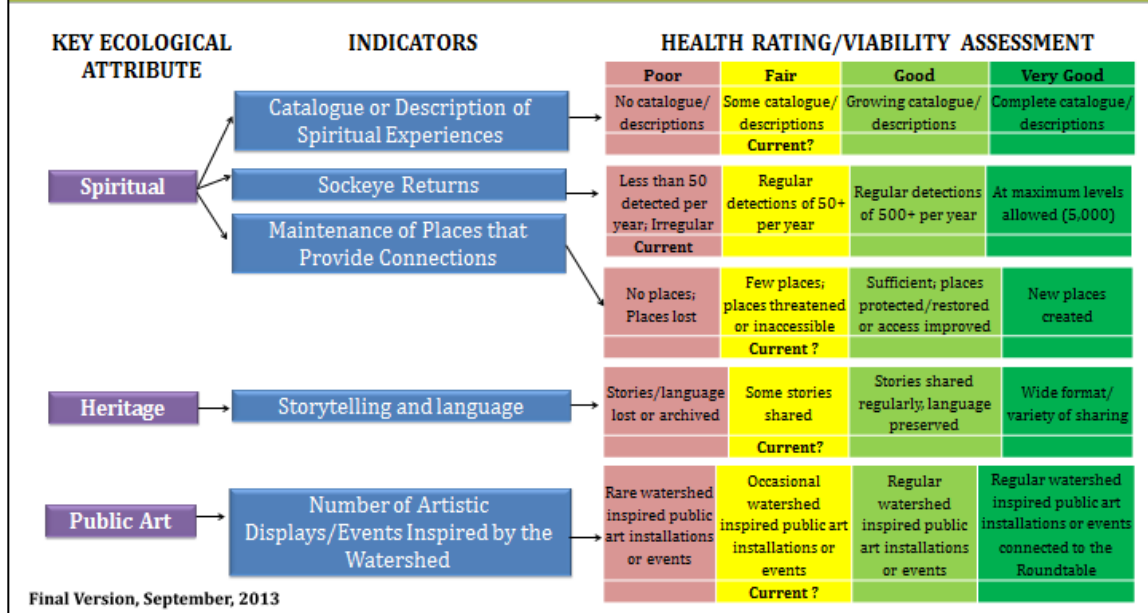 KEY ECOLOGICAL
ATTRIBUTE
INDICATORS
HEALTH RATING/VIABILITY ASSESSMENT
Poor
Fair
Good
Very Good
Spiritual
Catalogue or Description of
Spiritual Experiences
No catalogue/
descriptions
Some catalogue/
descriptions
Current?
Growing catalogue/
descriptions
Complete catalogue/
descriptions
Sockeye Returns
Less than 50
detected per
year; Irregular
Current
Regular
detections of 50+
per year
Regular detections
of 500+ per year
At maximum levels
allowed (5,000)
Maintenance of Places that
Provide Connections
No places;
Places lost
Few places;
places threatened
or inaccessible
Current ?
Sufficient; places
protected/restored
or access improved
New places
created
Heritage
Storytelling and language
Stories/language
lost or archived
Some stories
shared
Current?
Stories shared
regularly, language
preserved
Wide format/
variety of sharing
Public Art
Number of Artistic
Displays/Events Inspired by the
Watershed
Rare watershed
inspired public
art installations
or events
Occasional
watershed
inspired public art
installations or
events
Current ?
Regular
watershed
inspired public
art installations
or events
Regular watershed
inspired public art
installations or events
connected to the
Roundtable
Final Version, September, 2013